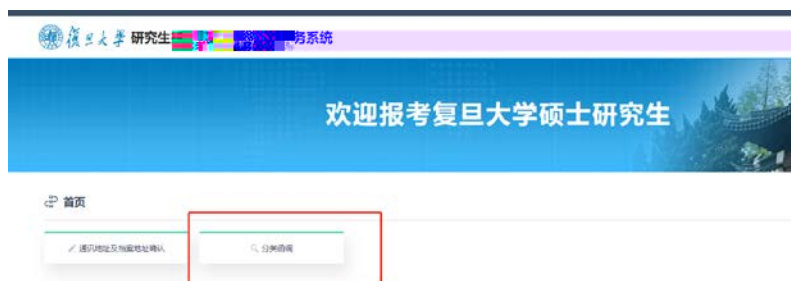 復旦大學 研究生 务系统
欢迎报考复旦大学硕士研究生
首页
通讯地址及档案地址确认 分类查询